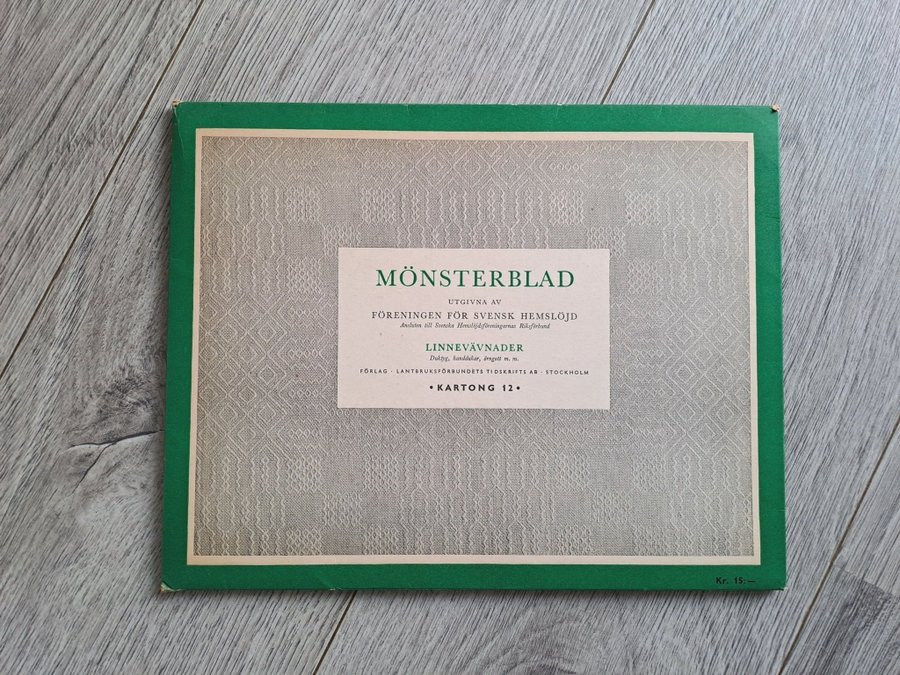 MÖNSTERBLAD
UTGIVNA AV
FÖRENINGEN FÖR SVENSK HEMSLÖJD
Ansluten till Svenska Hemslöjdsföreningarnas Riksförbund
LINNEVÄVNADER
Duktyg, handdukar, örngott m. m.
FÖRLAG · LANTBRUKSFÖRBUNDETS TIDSKRIFTS AB · STOCKHOLM
• KARTONG 12 •
Kr. 15:—